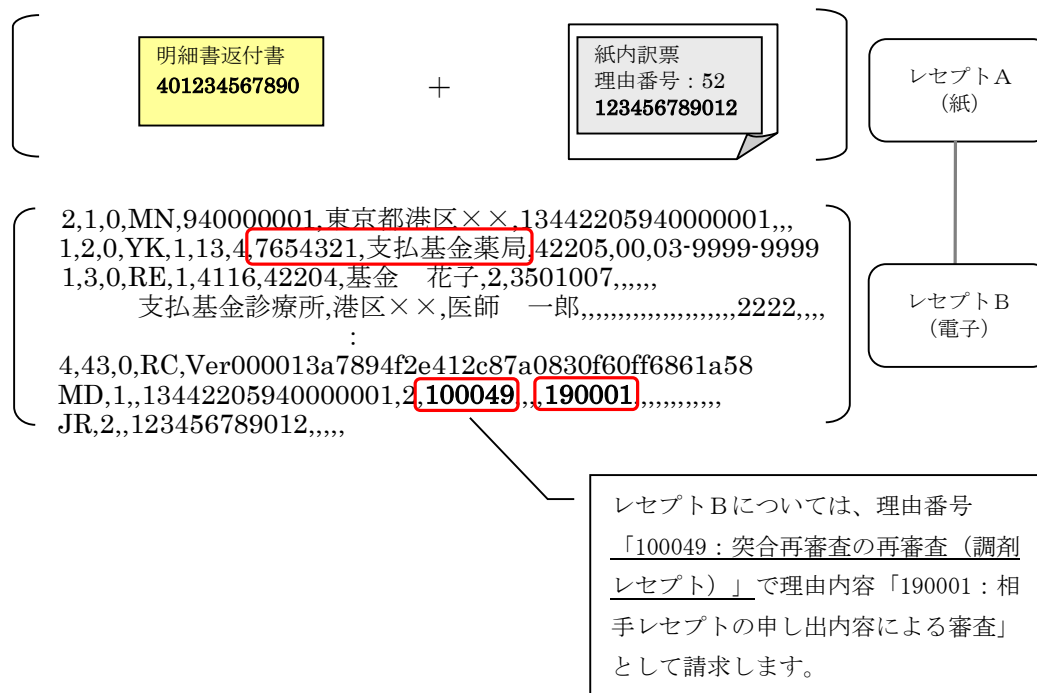 明細書返付書
401234567890
+
紙内訳票
理由番号：52
123456789012
レセプトA
（紙）
2,1,0,MN,940000001,東京都港区××,13442205940000001,,,
1,2,0,YK,1,13,4,7654321,支払基金薬局,42205,00,03-9999-9999
1,3,0,RE,1,4116,42204,基金　花子,2,3501007,,,,,,
支払基金診療所,港区××,医師　一郎,,,,,,,,,,,,,,,,,,,,,2222,,,,
：
4,43,0,RC,Ver000013a7894f2e412c87a0830f60ff6861a58
MD,1,,13442205940000001,2,100049,,,,190001,,,,,,,,,,,,
JR,2,,123456789012,,,,,
レセプトB
（電子）
レセプトBについては、理由番号
「100049：突合再審査の再審査（調剤
レセプト）」で理由内容「190001：相
手レセプトの申し出内容による審査」
として請求します。